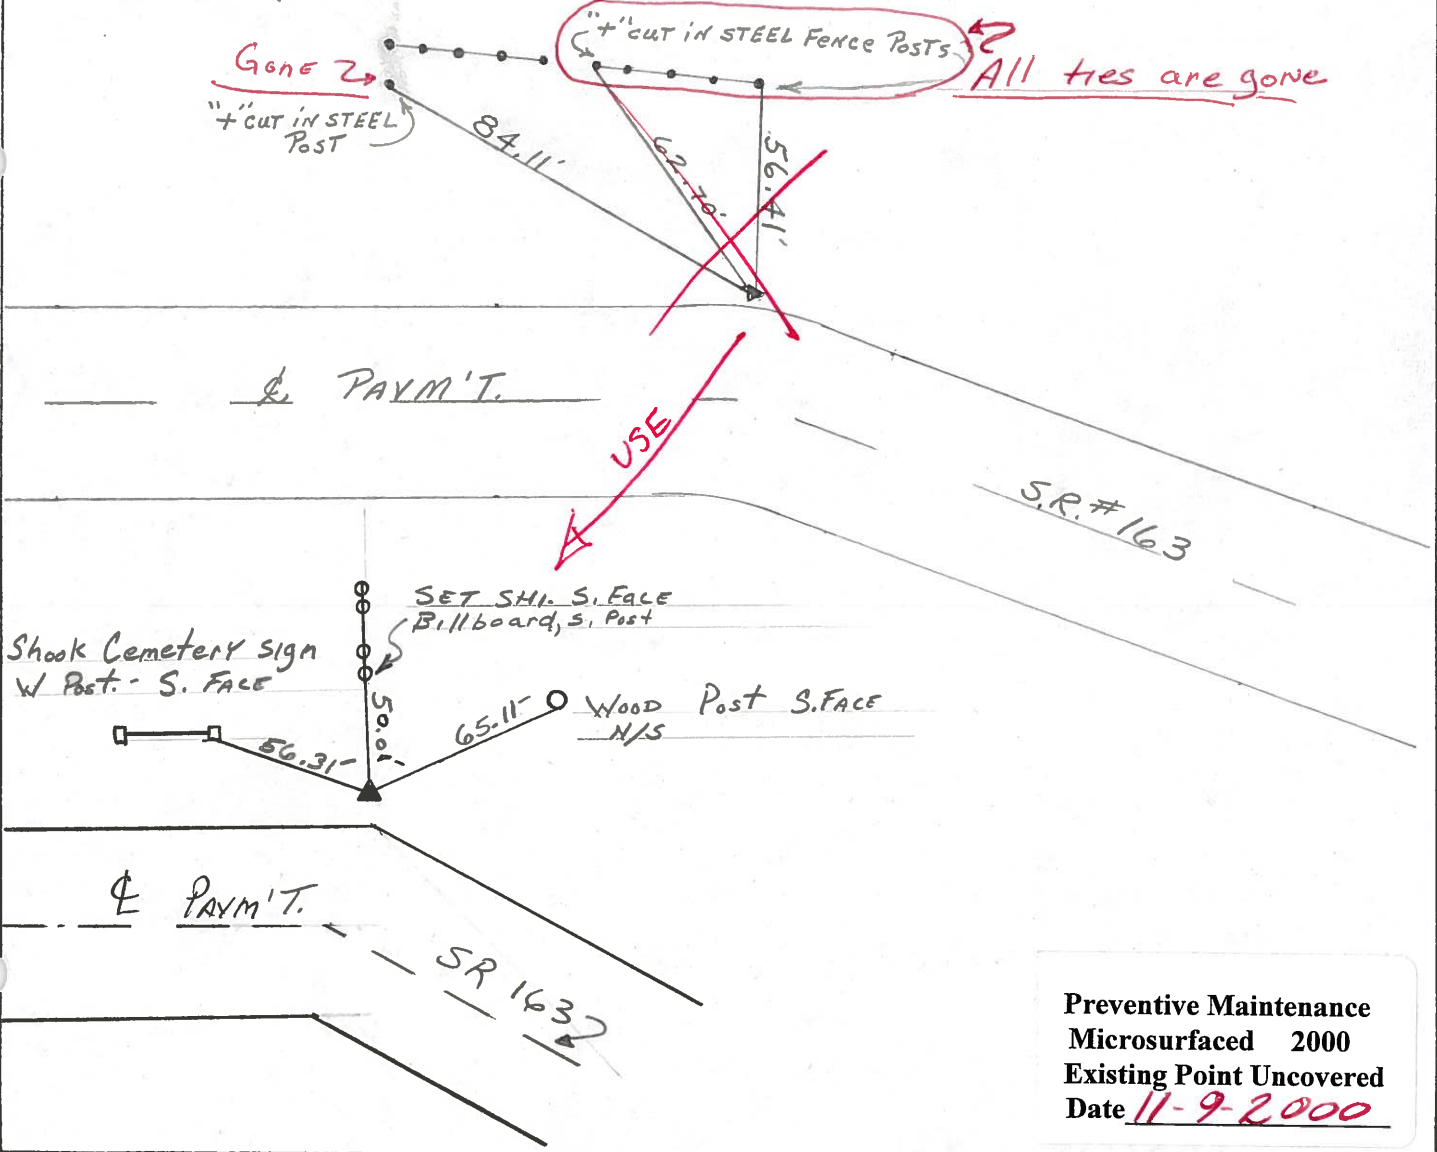 Gone
"+" CUT IN STEEL
POST
"+" CUT IN STEEL FENCE POSTS
All ties are gone
84.11'
62.70'
56.41'
℄ PAVM'T.
USE
S.R. #163
SET SHI. S. FACE
Billboard, S. Post
Shook Cemetery Sign
W Post. - S. FACE
56.31'
50.01'
65.11'
WOOD Post S. FACE
N/S
℄ PAVM'T.
SR 163
Preventive Maintenance
Microsurfaced 2000
Existing Point Uncovered
Date 11-9-2000